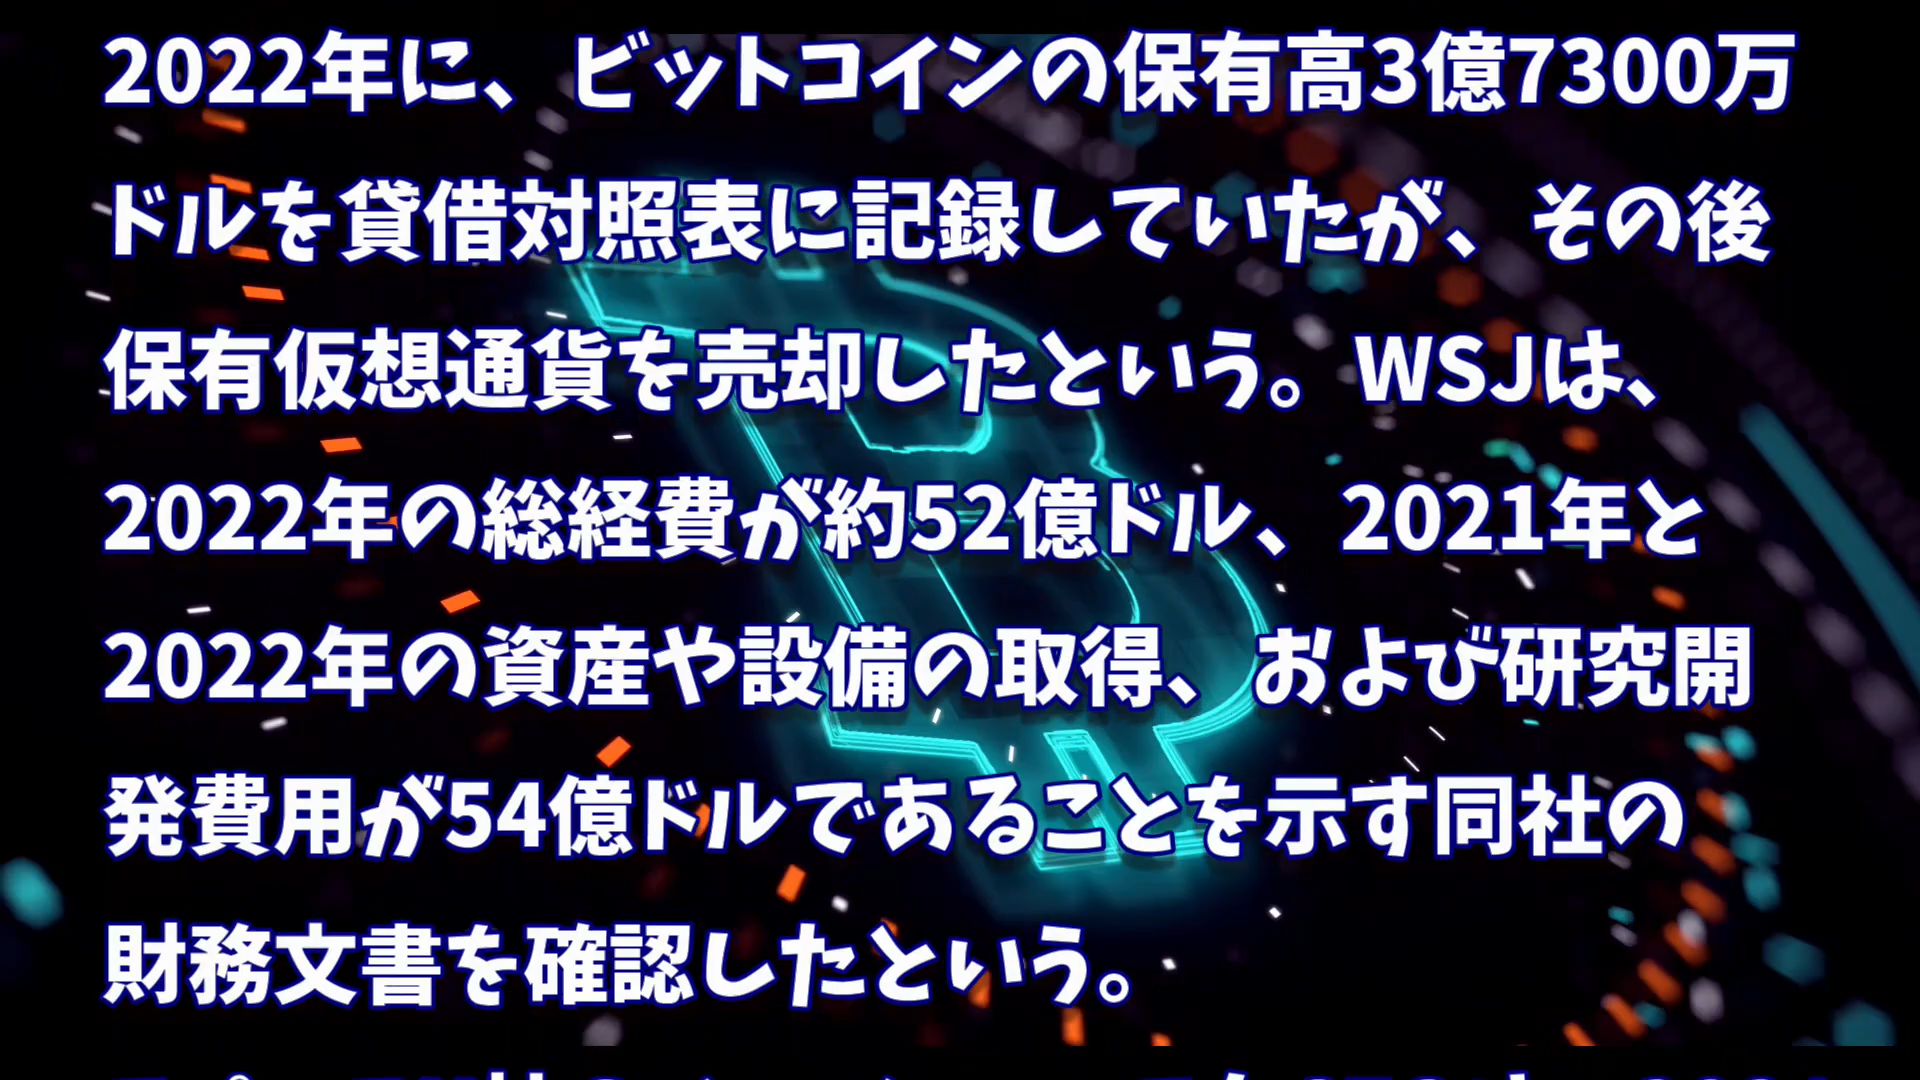 2022年に、ビットコインの保有高3億7300万
ドルを貸借対照表に記録していたが、その後
保有仮想通貨を売却したという。WSJは、
2022年の総経費が約52億ドル、2021年と
2022年の資産や設備の取得、および研究開
発費用が54億ドルであることを示す同社の
財務文書を確認したという。